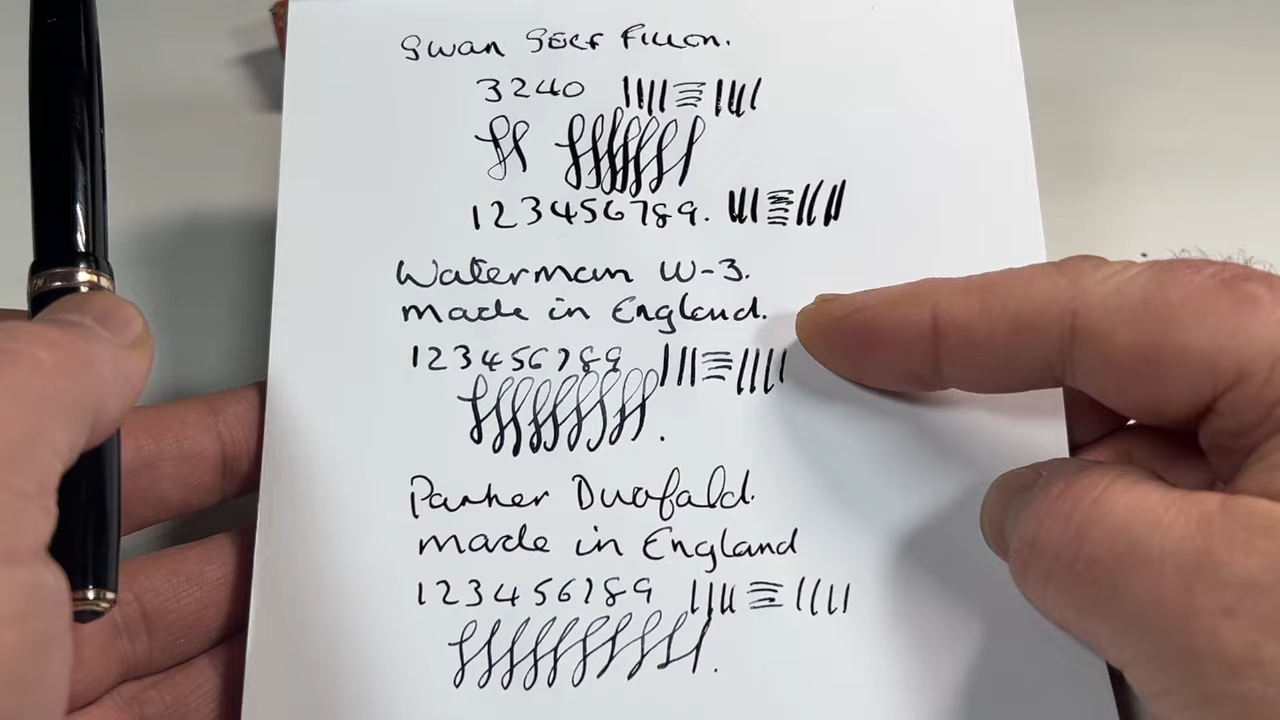 Swan Self Filler.
3240
123456789.
Waterman W-3.
made in England.
123456789
Parker Duofold.
made in England
123456789